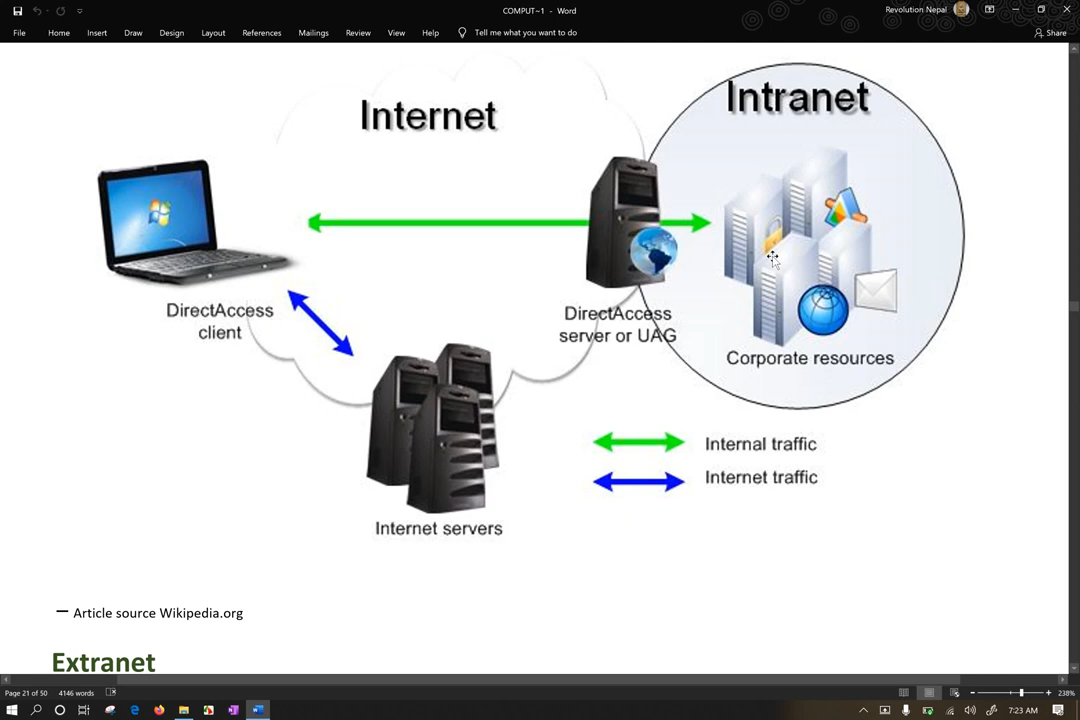 COMPUT~1 - Word
Revolution Nepal
File Home Insert Draw Design Layout References Mailings Review View Help Tell me what you want to do Share
Internet
Intranet
DirectAccess
client
DirectAccess
server or UAG
Corporate resources
Internal traffic
Internet traffic
Internet servers
— Article source Wikipedia.org
Extranet
Page 21 of 50 4146 words 238%
7:23 AM